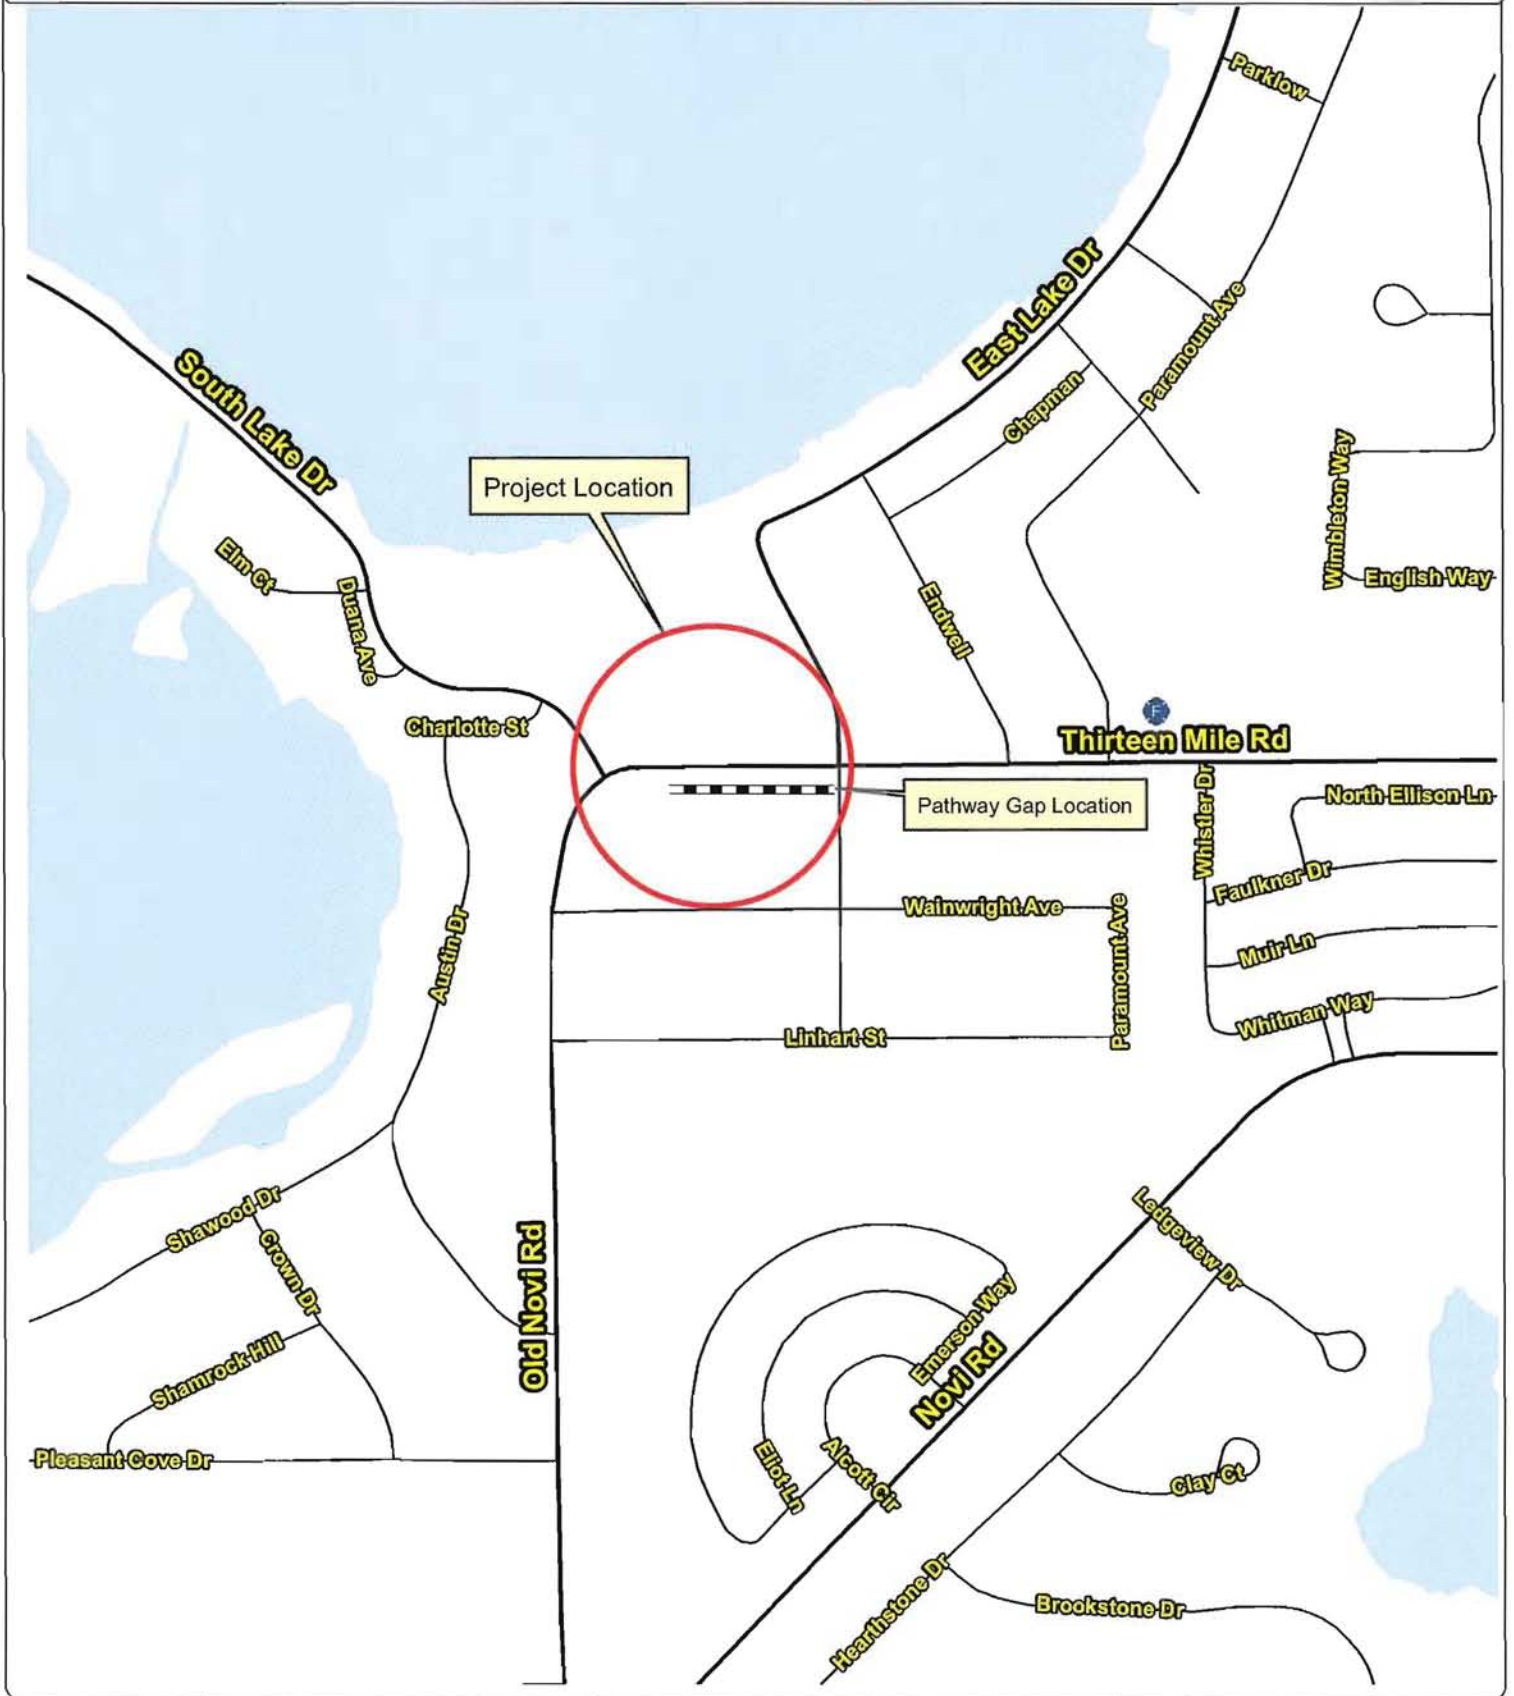 Parklow
East Lake Dr
Paramount Ave
South Lake Dr
Chapman
Project Location
Wimbleton Way
Elm Ct
Duana Ave
Endwell
English Way
F
Charlotte St
Thirteen Mile Rd
Pathway Gap Location
Whistler Dr
North Ellison Ln
Faulkner Dr
Wainwright Ave
Paramount Ave
Austin Dr
Muir Ln
Whitman Way
Linhart St
Shawood Dr
Crown Dr
Ledgeview Dr
Old Novi Rd
Emerson Way
Shamrock Hill
Novi Rd
Pleasant Cove Dr
Eliot Ln
Alcott Cir
Clay Ct
Hearthstone Dr
Brookstone Dr